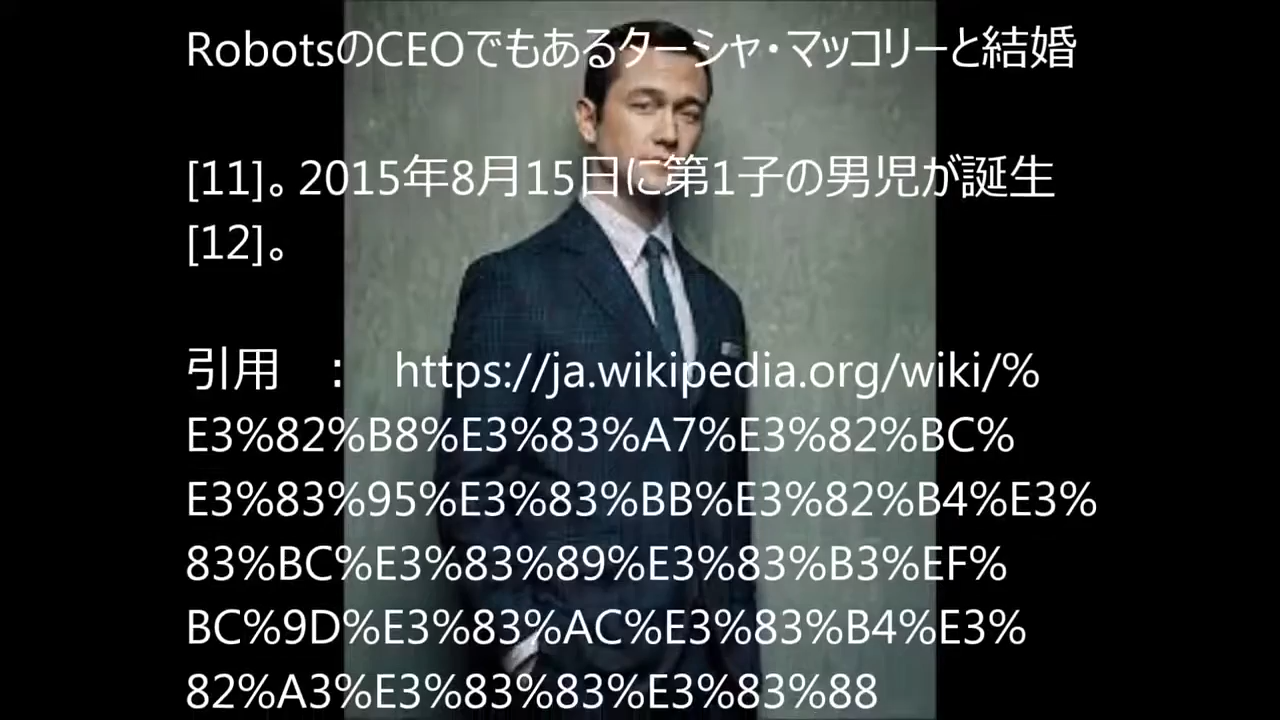 RobotsのCEOでもあるターシャ・マッコリーと結婚
[11]。2015年8月15日に第1子の男児が誕生
[12]。
引用　：　https://ja.wikipedia.org/wiki/%
E3%82%B8%E3%83%A7%E3%82%BC%
E3%83%95%E3%83%BB%E3%82%B4%E3%
83%BC%E3%83%89%E3%83%B3%EF%
BC%9D%E3%83%AC%E3%83%B4%E3%
82%A3%E3%83%83%E3%83%88